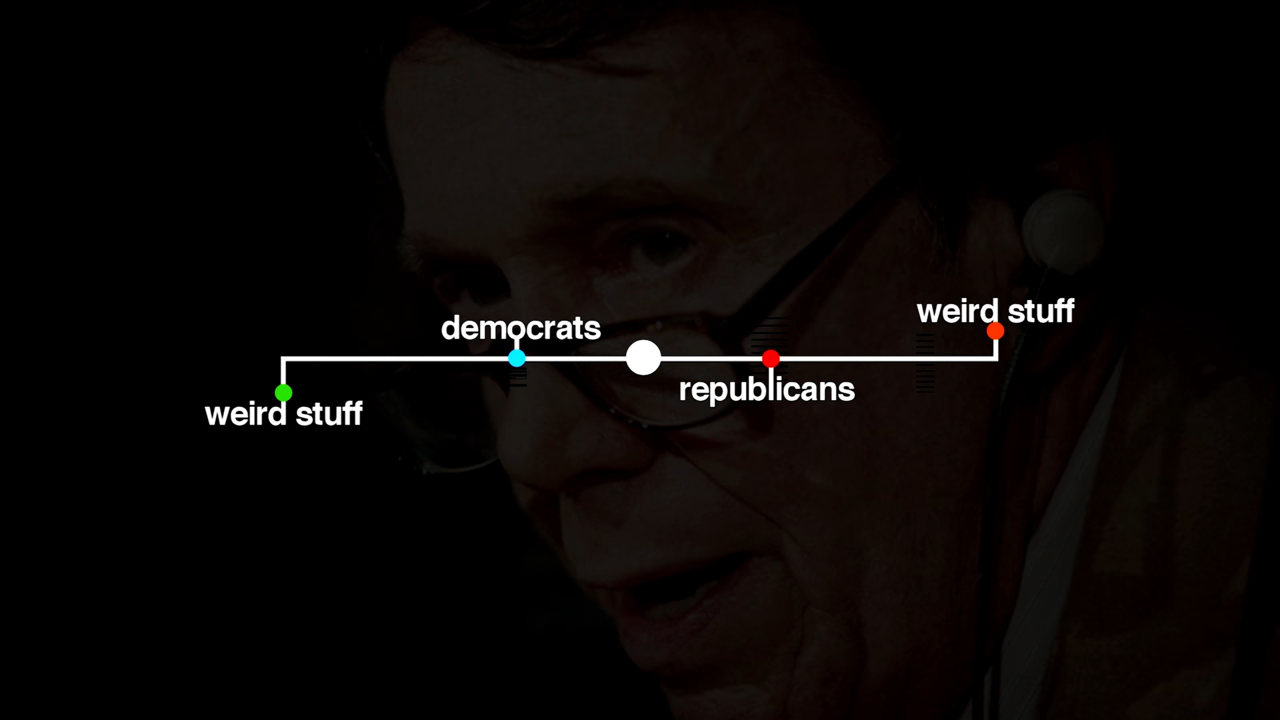 weird stuff
democrats
republicans
weird stuff